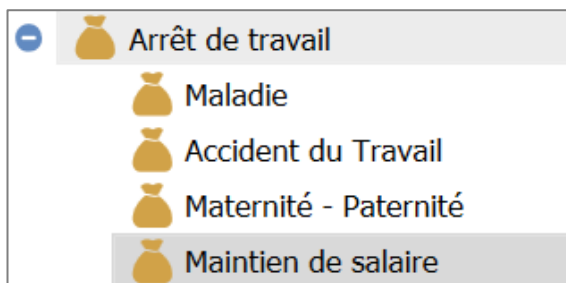 Arrêt de travail
Maladie
Accident du Travail
Maternité - Paternité
Maintien de salaire